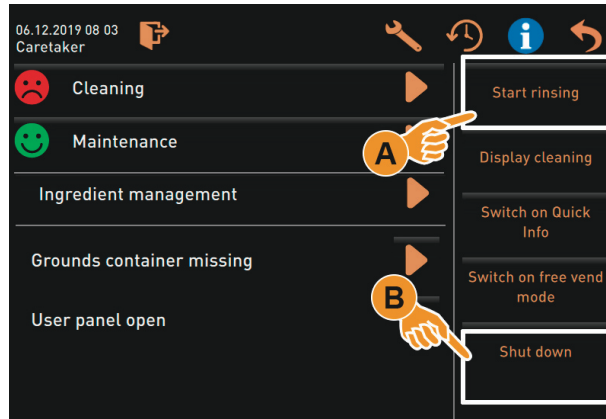 06.12.2019 08 03
Caretaker
i
Cleaning
Start rinsing
Maintenance
A
Display cleaning
Ingredient management
Switch on Quick
Info
Grounds container missing
Switch on free vend
mode
B
User panel open
Shut down